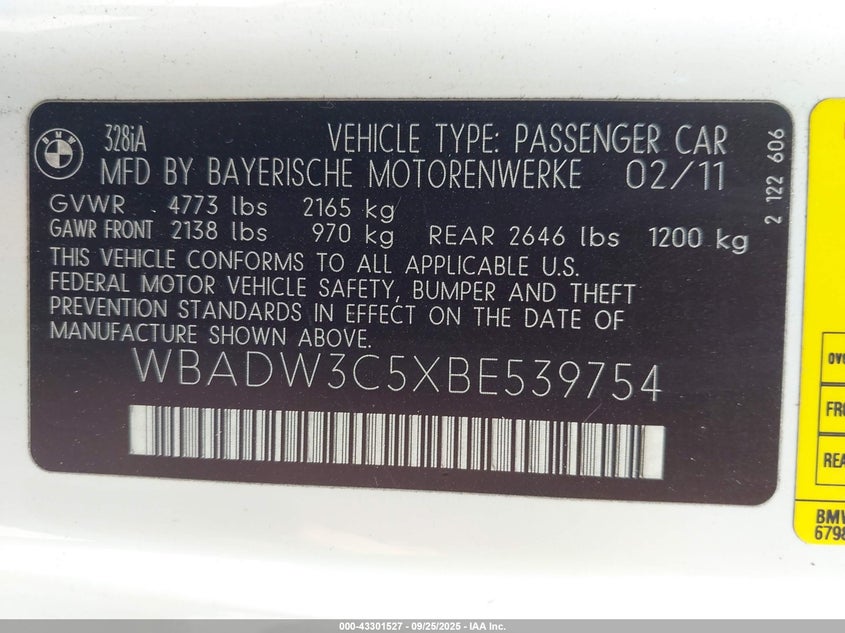 BMW
328iA VEHICLE TYPE: PASSENGER CAR
MFD BY BAYERISCHE MOTORENWERKE 02/11
GVWR 4773 lbs 2165 kg
GAWR FRONT 2138 lbs 970 kg REAR 2646 lbs 1200 kg
THIS VEHICLE CONFORMS TO ALL APPLICABLE U.S.
FEDERAL MOTOR VEHICLE SAFETY, BUMPER AND THEFT
PREVENTION STANDARDS IN EFFECT ON THE DATE OF
MANUFACTURE SHOWN ABOVE.
WBADW3C5XBE539754
2 122 606
BMW
000-43301527 - 09/25/2025 - IAA Inc.